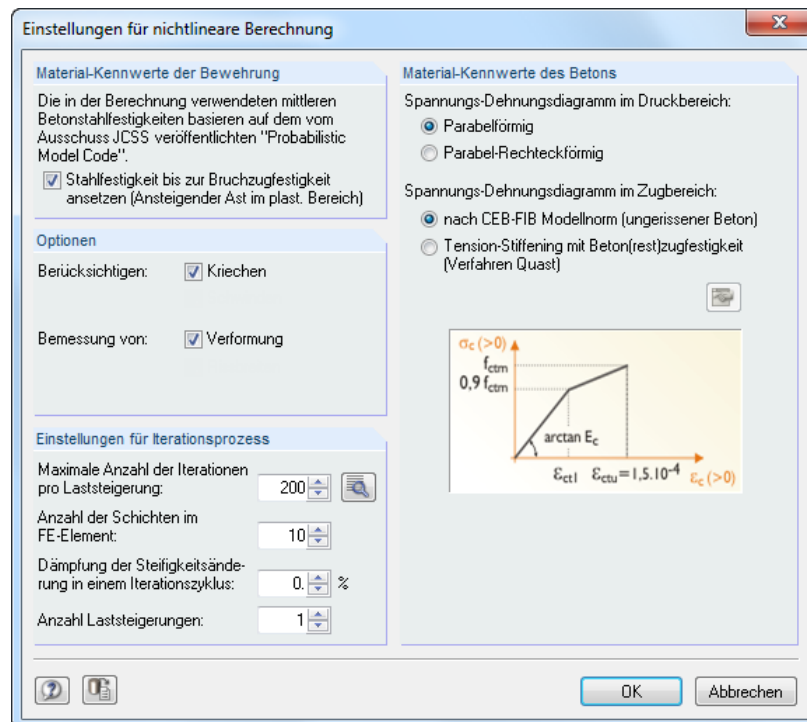 Einstellungen für nichtlineare Berechnung
Material-Kennwerte der Bewehrung
Die in der Berechnung verwendeten mittleren
Betonstahlfestigkeiten basieren auf dem vom
Ausschuss JCSS veröffentlichten "Probabilistic
Model Code".
Stahlfestigkeit bis zur Bruchzugfestigkeit
ansetzen (Ansteigender Ast im plast. Bereich)
Optionen
Berücksichtigen:
Kriechen
Bemessung von:
Verformung
Einstellungen für Iterationsprozess
Maximale Anzahl der Iterationen
pro Laststeigerung:
200
Anzahl der Schichten im
FE-Element:
10
Dämpfung der Steifigkeitsände-
rung in einem Iterationszyklus:
0. %
Anzahl Laststeigerungen:
1
Material-Kennwerte des Betons
Spannungs-Dehnungsdiagramm im Druckbereich:
Parabelförmig
Parabel-Rechteckförmig
Spannungs-Dehnungsdiagramm im Zugbereich:
nach CEB-FIB Modellnorm (ungerissener Beton)
Tension-Stiffening mit Beton(rest)zugfestigkeit
(Verfahren Quast)
σc (>0)
fctm
0,9 fctm
arctan Ec
εctl εctu=1,5.10⁻⁴ εc (>0)
OK
Abbrechen